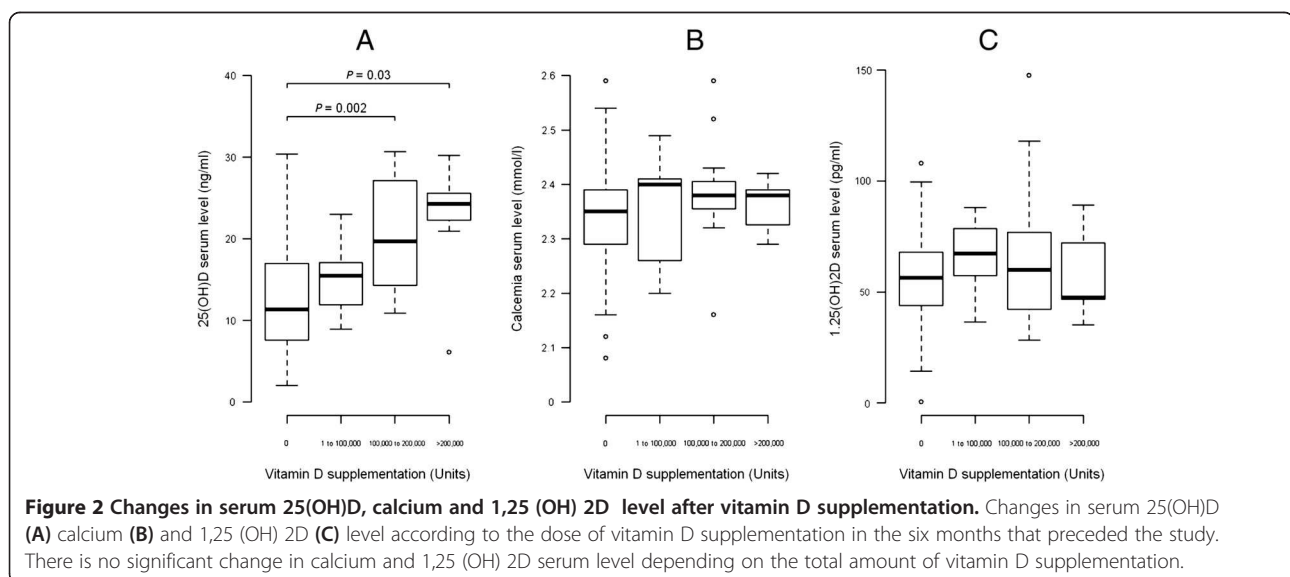 A
B
C
25(OH)D serum level (ng/ml)
40
30
20
10
0
P = 0.03
P = 0.002
0
1 to 100,000
100,000 to 200,000
>200,000
Vitamin D supplementation (Units)
Calcemia serum level (mmol/l)
2 6
2.5
2.4
2.3
2.2
2 1
0
0
1 to 100,000
100,000 to 200,000
>200,000
Vitamin D supplementation (Units)
1.25(OH)2D serum level (pg/ml)
150
100
50
0
0
1 to 100,000
100,000 to 200,000
>200,000
Vitamin D supplementation (Units)
Figure 2 Changes in serum 25(OH)D, calcium and 1,25 (OH) 2D level after vitamin D supplementation. Changes in serum 25(OH)D
(A) calcium (B) and 1,25 (OH) 2D (C) level according to the dose of vitamin D supplementation in the six months that preceded the study.
There is no significant change in calcium and 1,25 (OH) 2D serum level depending on the total amount of vitamin D supplementation.